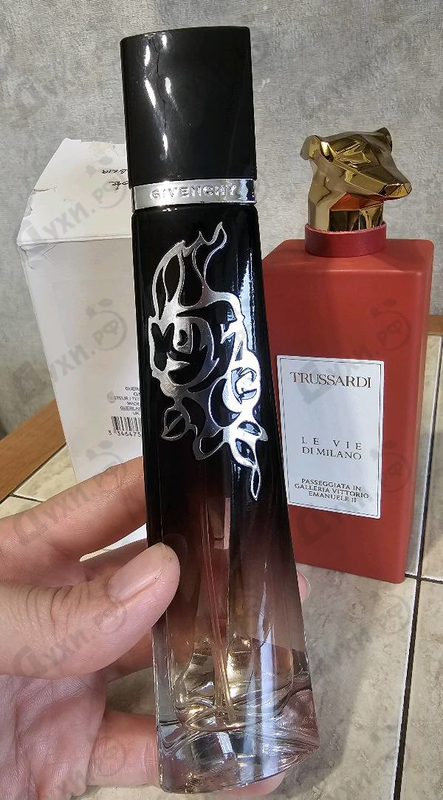 GIVENCHY
TRUSSARDI
LE VIE
DI MILANO
PASSEGGIATA IN
GALLERIA VITTORIO
EMANUELE II
Духи.рф